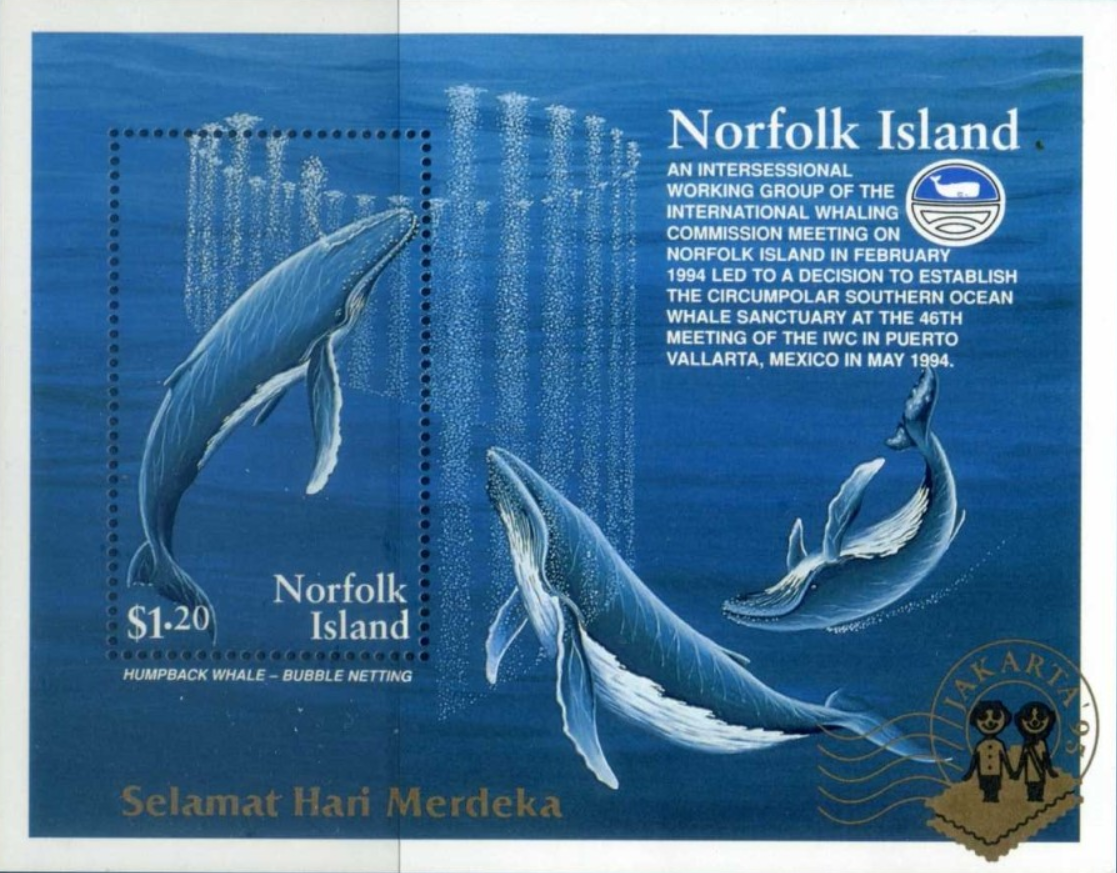 Norfolk Island
AN INTERSESSIONAL
WORKING GROUP OF THE
INTERNATIONAL WHALING
COMMISSION MEETING ON
NORFOLK ISLAND IN FEBRUARY
1994 LED TO A DECISION TO ESTABLISH
THE CIRCUMPOLAR SOUTHERN OCEAN
WHALE SANCTUARY AT THE 46TH
MEETING OF THE IWC IN PUERTO
VALLARTA, MEXICO IN MAY 1994.
Norfolk
Island
$1.20
HUMPBACK WHALE – BUBBLE NETTING
JAKARTA '95
Selamat Hari Merdeka